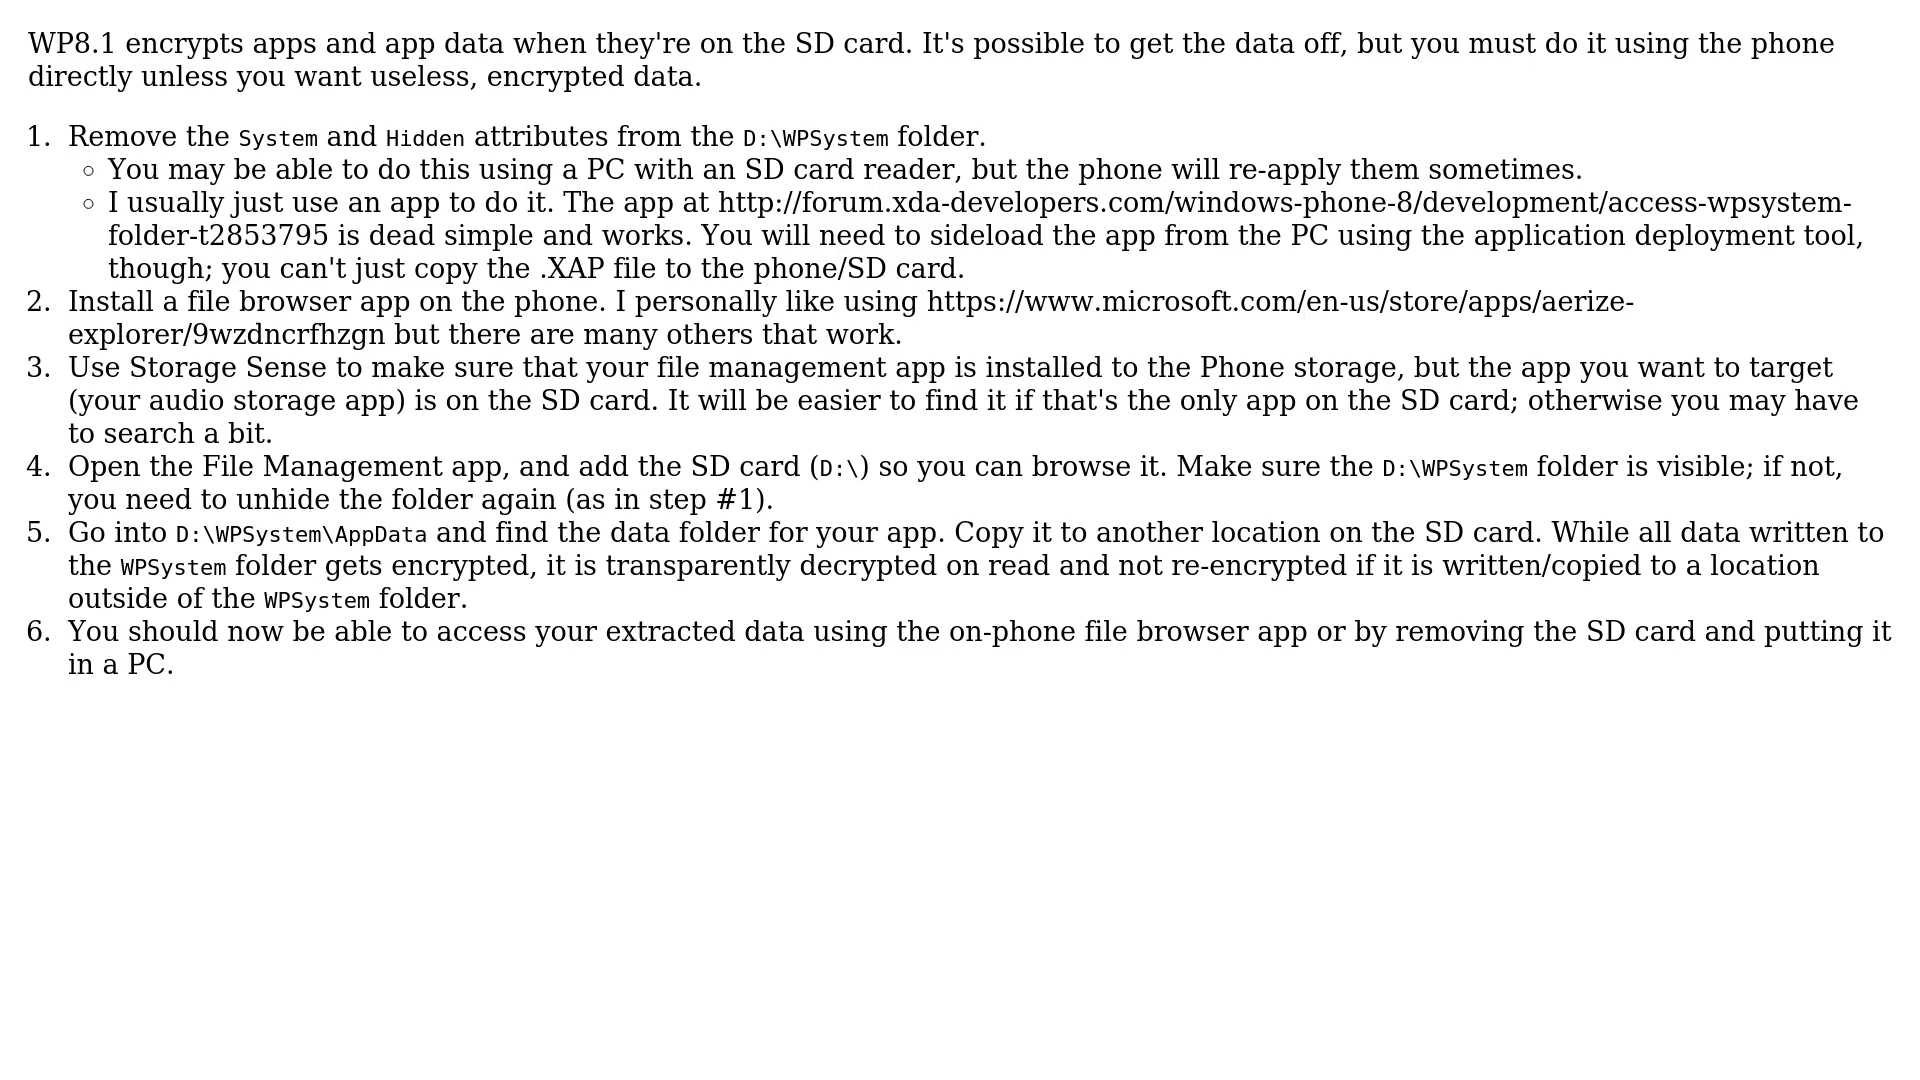 WP8.1 encrypts apps and app data when they're on the SD card. It's possible to get the data off, but you must do it using the phone
directly unless you want useless, encrypted data.
1. Remove the System and Hidden attributes from the D:\WPSystem folder.
◦ You may be able to do this using a PC with an SD card reader, but the phone will re-apply them sometimes.
◦ I usually just use an app to do it. The app at http://forum.xda-developers.com/windows-phone-8/development/access-wpsystem-
folder-t2853795 is dead simple and works. You will need to sideload the app from the PC using the application deployment tool,
though; you can't just copy the .XAP file to the phone/SD card.
2. Install a file browser app on the phone. I personally like using https://www.microsoft.com/en-us/store/apps/aerize-
explorer/9wzdncrfhzgn but there are many others that work.
3. Use Storage Sense to make sure that your file management app is installed to the Phone storage, but the app you want to target
(your audio storage app) is on the SD card. It will be easier to find it if that's the only app on the SD card; otherwise you may have
to search a bit.
4. Open the File Management app, and add the SD card (D:\) so you can browse it. Make sure the D:\WPSystem folder is visible; if not,
you need to unhide the folder again (as in step #1).
5. Go into D:\WPSystem\AppData and find the data folder for your app. Copy it to another location on the SD card. While all data written to
the WPSystem folder gets encrypted, it is transparently decrypted on read and not re-encrypted if it is written/copied to a location
outside of the WPSystem folder.
6. You should now be able to access your extracted data using the on-phone file browser app or by removing the SD card and putting it
in a PC.